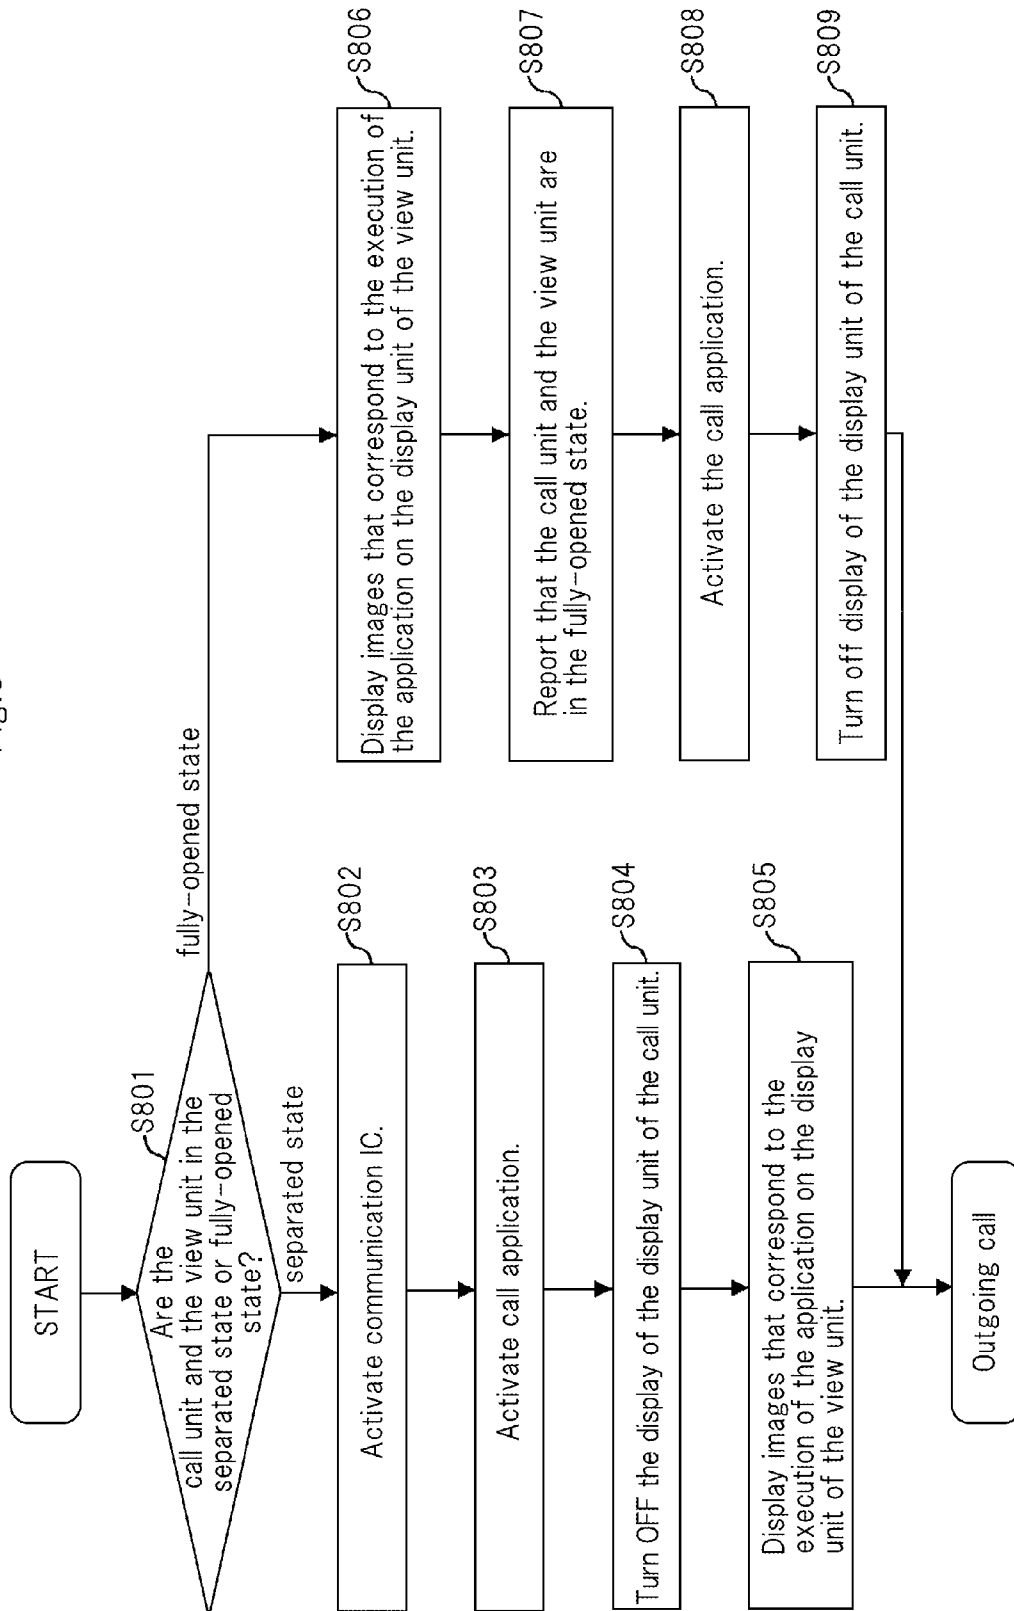 START
Are the
call unit and the view unit in the
separated state or fully-opened
state?
S801
fully-opened state
separated state
Activate communication IC.
S802
Activate call application.
S803
Turn OFF the display of the display unit of the call unit.
S804
Display images that correspond to the
execution of the application on the display
unit of the view unit.
S805
Display images that correspond to the execution of
the application on the display unit of the view unit.
S806
Report that the call unit and the view unit are
in the fully-opened state.
S807
Activate the call application.
S808
Turn off display of the display unit of the call unit.
S809
Outgoing call